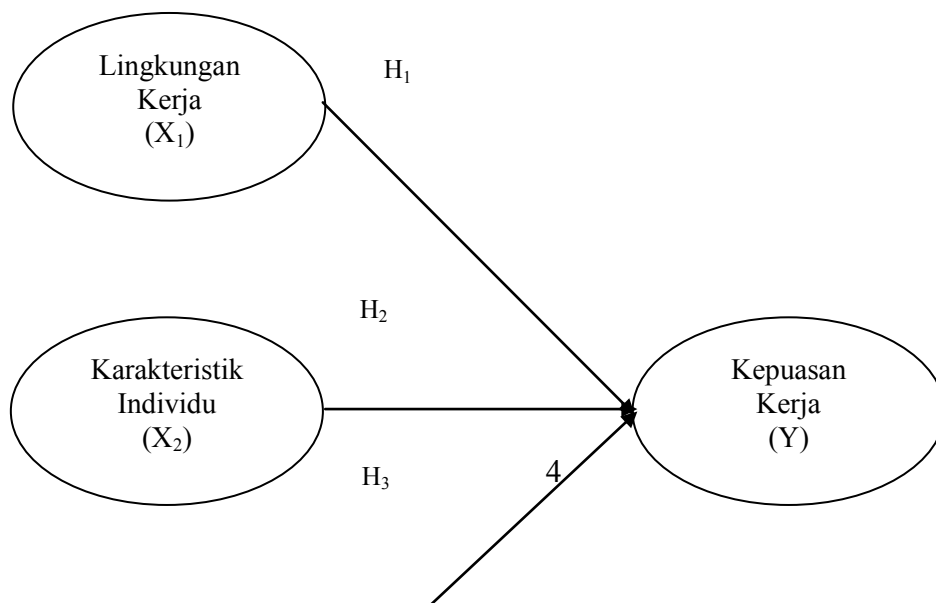 Lingkungan
Kerja
(X₁)
H₁
H₂
Karakteristik
Individu
(X₂)
Kepuasan
Kerja
(Y)
H₃
4